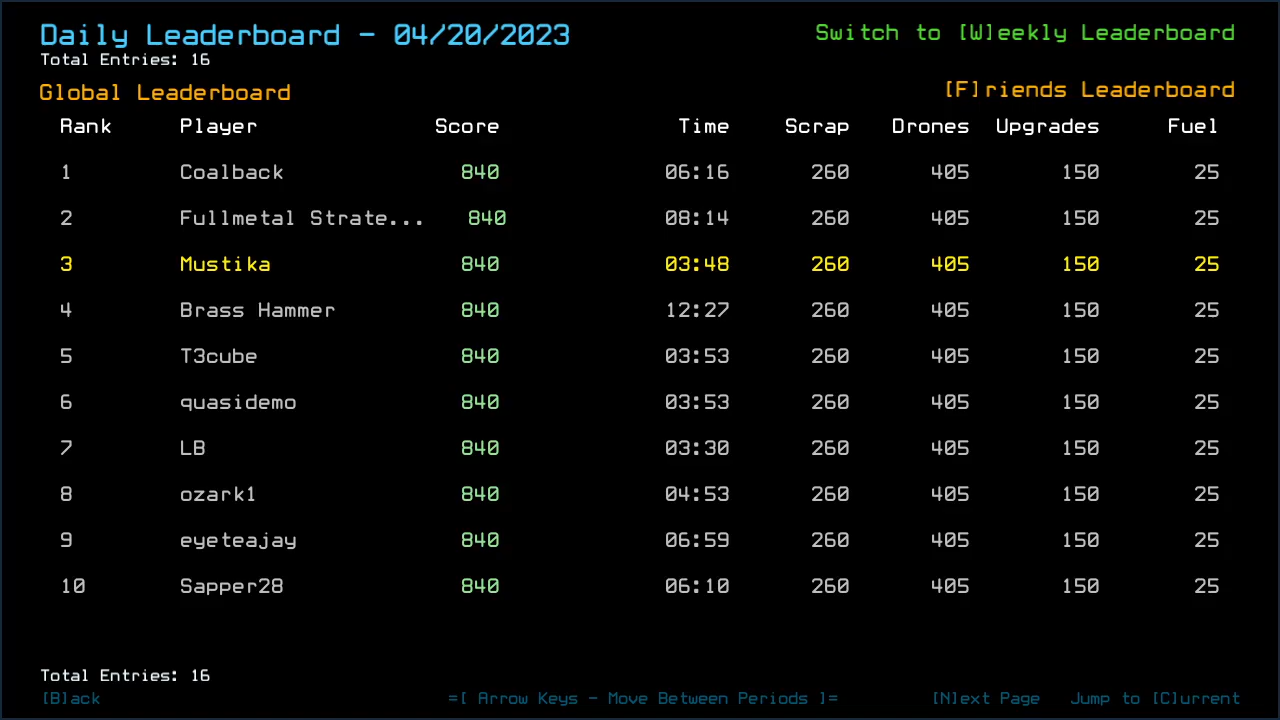 Daily Leaderboard - 04/20/2023 Switch to [W]eekly Leaderboard
Total Entries: 16
Global Leaderboard [F]riends Leaderboard
Rank Player Score Time Scrap Drones Upgrades Fuel
1 Coalback 840 06:16 260 405 150 25
2 Fullmetal Strate... 840 08:14 260 405 150 25
3 Mustika 840 03:48 260 405 150 25
4 Brass Hammer 840 12:27 260 405 150 25
5 T3cube 840 03:53 260 405 150 25
6 quasidemo 840 03:53 260 405 150 25
7 LB 840 03:30 260 405 150 25
8 ozark1 840 04:53 260 405 150 25
9 eyeteajay 840 06:59 260 405 150 25
10 Sapper28 840 06:10 260 405 150 25
Total Entries: 16
[B]ack =[ Arrow Keys - Move Between Periods ]= [N]ext Page Jump to [C]urrent